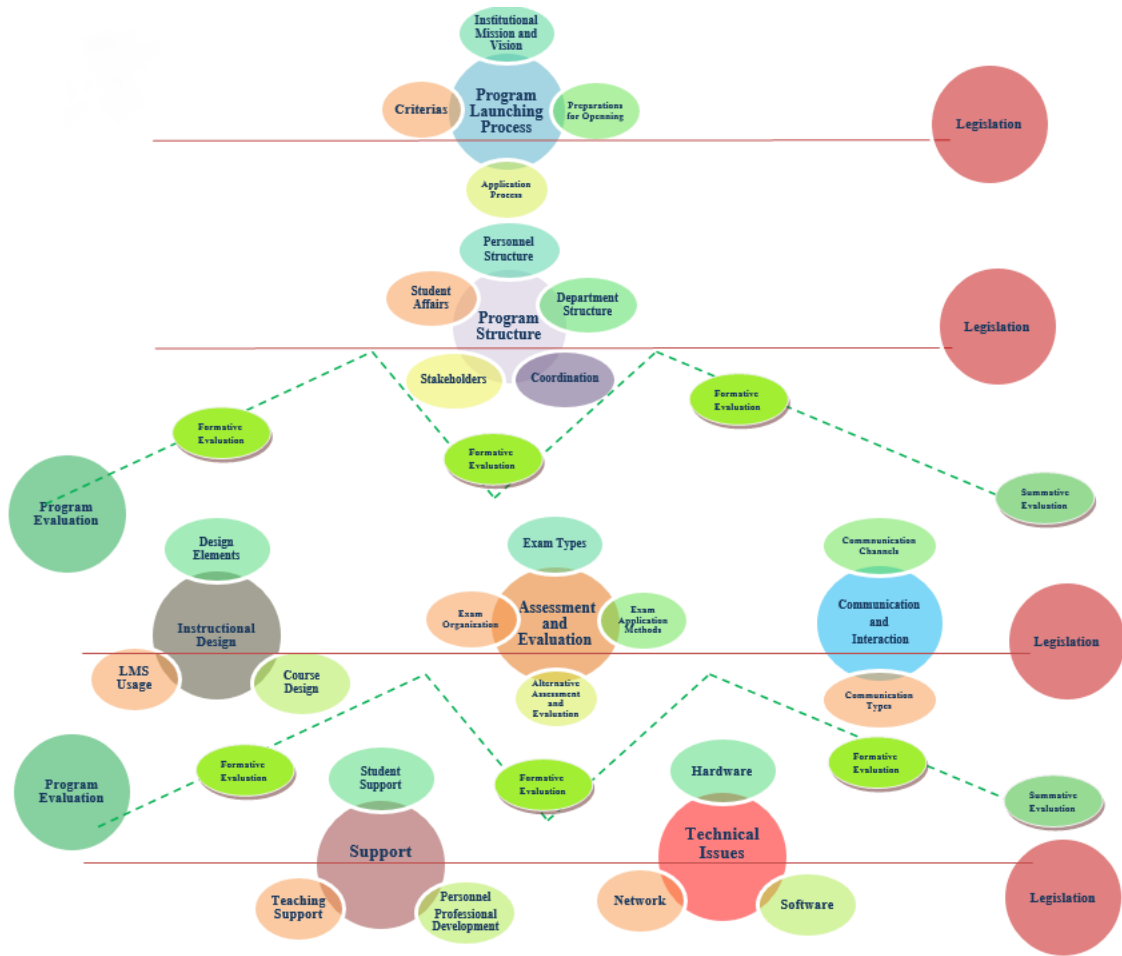 Institutional
Mission and
Vision
Program
Launching
Process
Criterias
Preparations
for Openning
Legislation
Application
Process
Personnel
Structure
Student
Affairs
Department
Structure
Program
Structure
Legislation
Stakeholders
Coordination
Formative
Evaluation
Formative
Evaluation
Formative
Evaluation
Program
Evaluation
Summative
Evaluation
Design
Elements
Exam Types
Communication
Channels
Instructional
Design
Exam
Organization
Assessment
and
Evaluation
Exam
Application
Methods
Communication
and
Interaction
Legislation
LMS
Usage
Course
Design
Alternative
Assessment
and
Evaluation
Communication
Types
Program
Evaluation
Formative
Evaluation
Student
Support
Formative
Evaluation
Hardware
Formative
Evaluation
Summative
Evaluation
Support
Technical
Issues
Legislation
Teaching
Support
Personnel
Professional
Development
Network
Software